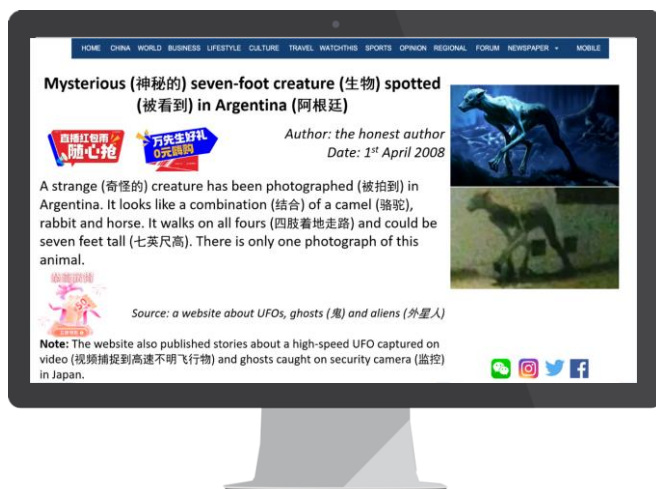 HOME CHINA WORLD BUSINESS LIFESTYLE CULTURE TRAVEL WATCHTHIS SPORTS OPINION REGIONAL FORUM NEWSPAPER MOBILE
Mysterious (神秘的) seven-foot creature (生物) spotted
(被看到) in Argentina (阿根廷)
直播红包雨
随心抢
万先生好礼
0元嗨购
Author: the honest author
Date: 1st April 2008
A strange (奇怪的) creature has been photographed (被拍到) in
Argentina. It looks like a combination (结合) of a camel (骆驼),
rabbit and horse. It walks on all fours (四肢着地走路) and could be
seven feet tall (七英尺高). There is only one photograph of this
animal.
Source: a website about UFOs, ghosts (鬼) and aliens (外星人)
Note: The website also published stories about a high-speed UFO captured on
video (视频捕捉到高速不明飞行物) and ghosts caught on security camera (监控)
in Japan.